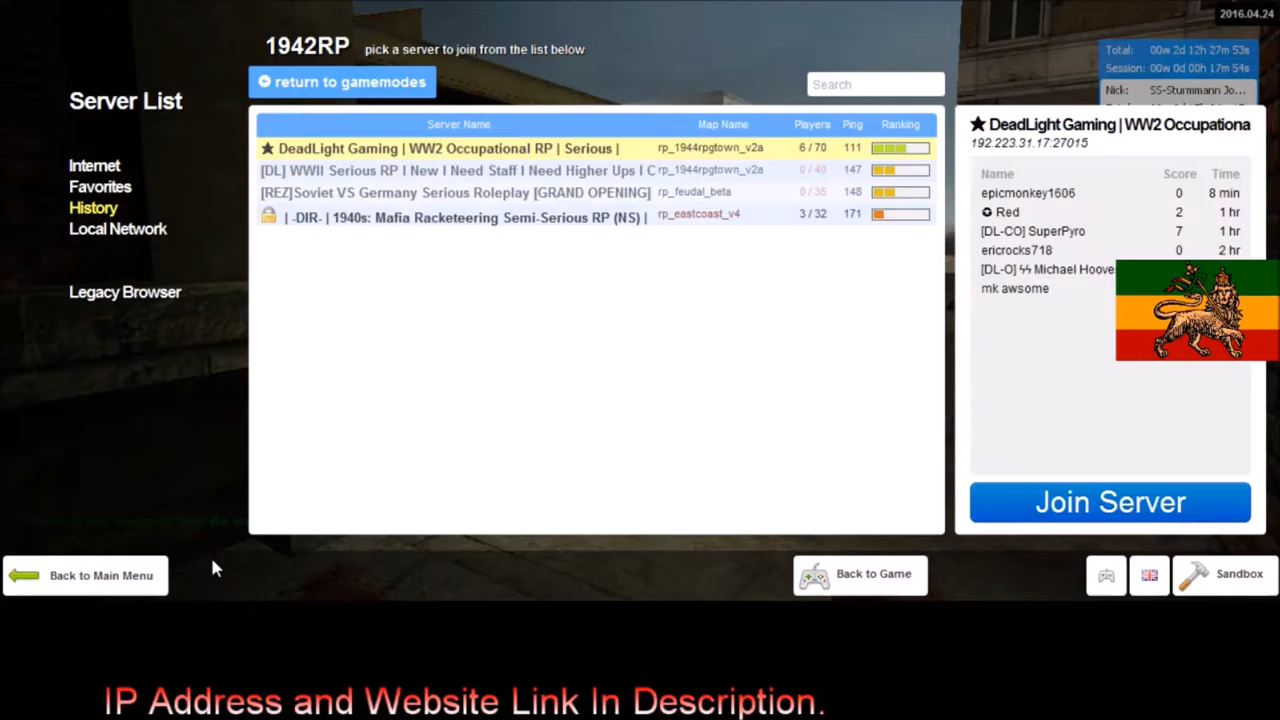 2016.04.24
1942RP pick a server to join from the list below
Total: 00w 2d 12h 27m 53s
Session: 00w 0d 00h 17m 54s
Nick: SS-Sturmmann Jo...
return to gamemodes
Search
Server List
Internet
Favorites
History
Local Network
Legacy Browser
Server Name Map Name Players Ping Ranking
DeadLight Gaming | WW2 Occupational RP | Serious | rp_1944rpgtown_v2a 6 / 70 111
[DL] WWII Serious RP I New I Need Staff I Need Higher Ups I C rp_1944rpgtown_v2a 0 / 40 147
[REZ]Soviet VS Germany Serious Roleplay [GRAND OPENING] rp_feudal_beta 0 / 35 148
| -DIR- | 1940s: Mafia Racketeering Semi-Serious RP (NS) | rp_eastcoast_v4 3 / 32 171
★ DeadLight Gaming | WW2 Occupationa
192.223.31.17:27015
Name Score Time
epicmonkey1606 0 8 min
✪ Red 2 1 hr
[DL-CO] SuperPyro 7 1 hr
ericrocks718 0 2 hr
[DL-O] ϟϟ Michael Hoove
mk awsome
Join Server
Back to Main Menu
Back to Game
Sandbox
IP Address and Website Link In Description.